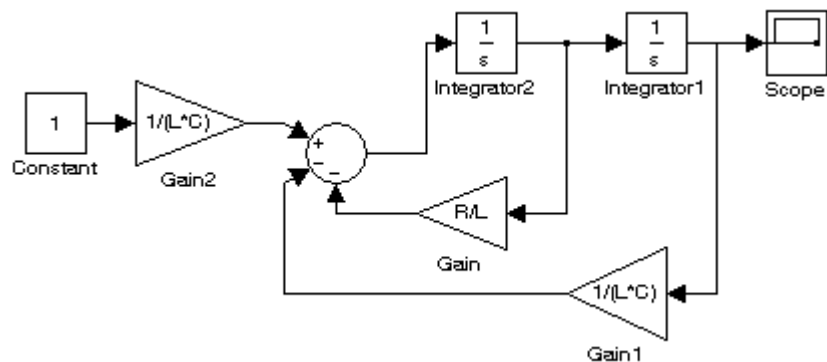 1
Constant
1/(L*C)
Gain2
+
−
−
1
s
Integrator2
1
s
Integrator1
Scope
R/L
Gain
1/(L*C)
Gain1